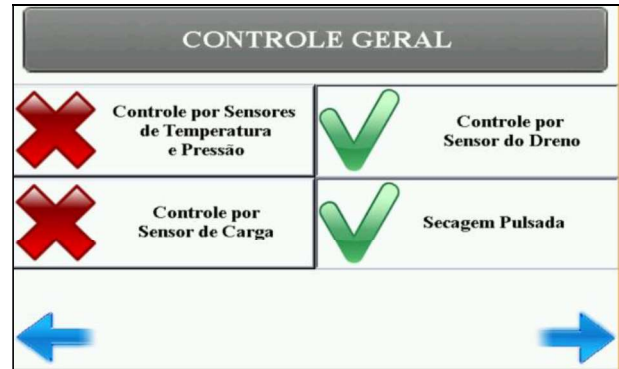 CONTROLE GERAL
Controle por Sensores
de Temperatura
e Pressão
Controle por
Sensor do Dreno
Controle por
Sensor de Carga
Secagem Pulsada